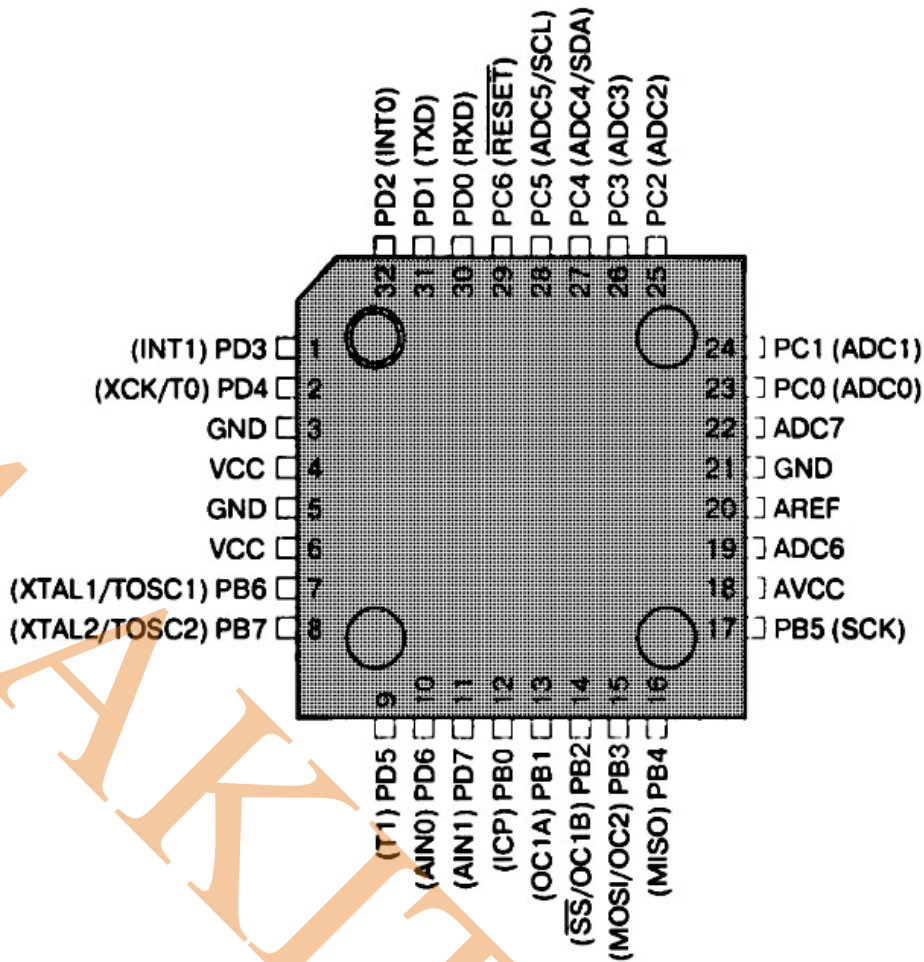 PD2 (INT0)
PD1 (TXD)
PD0 (RXD)
PC6 (RESET)
PC5 (ADC5/SCL)
PC4 (ADC4/SDA)
PC3 (ADC3)
PC2 (ADC2)
32
31
30
29
28
27
26
25
(INT1) PD3 1
(XCK/T0) PD4 2
GND 3
VCC 4
GND 5
VCC 6
(XTAL1/TOSC1) PB6 7
(XTAL2/TOSC2) PB7 8
24 PC1 (ADC1)
23 PC0 (ADC0)
22 ADC7
21 GND
20 AREF
19 ADC6
18 AVCC
17 PB5 (SCK)
9
10
11
12
13
14
15
16
(T1) PD5
(AIN0) PD6
(AIN1) PD7
(ICP) PB0
(OC1A) PB1
(SS/OC1B) PB2
(MOSI/OC2) PB3
(MISO) PB4